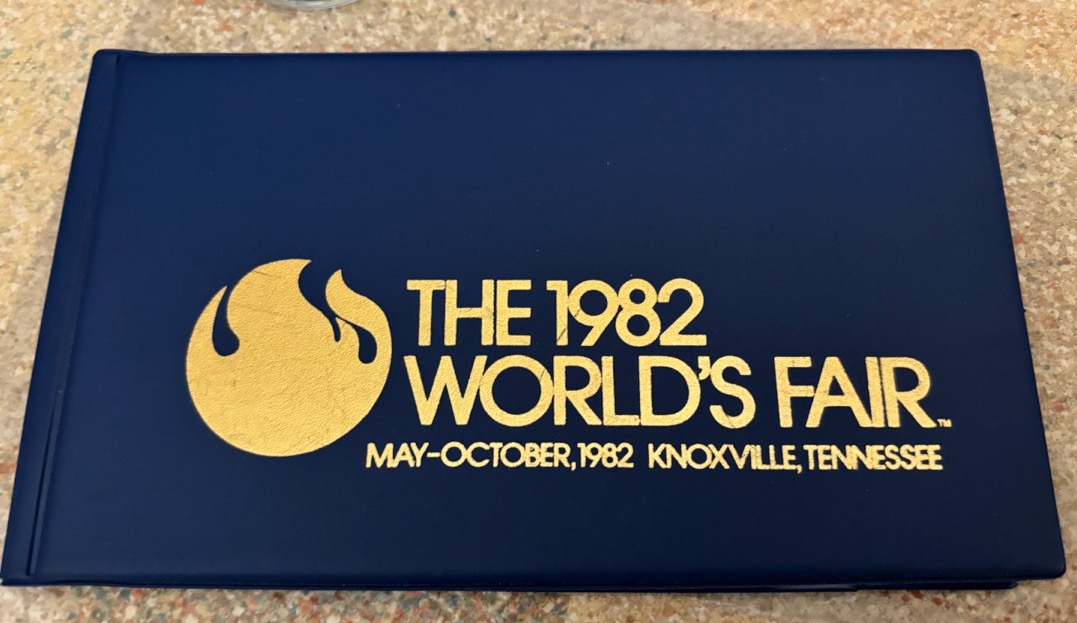 THE 1982
WORLD'S FAIR™
MAY-OCTOBER, 1982 KNOXVILLE, TENNESSEE